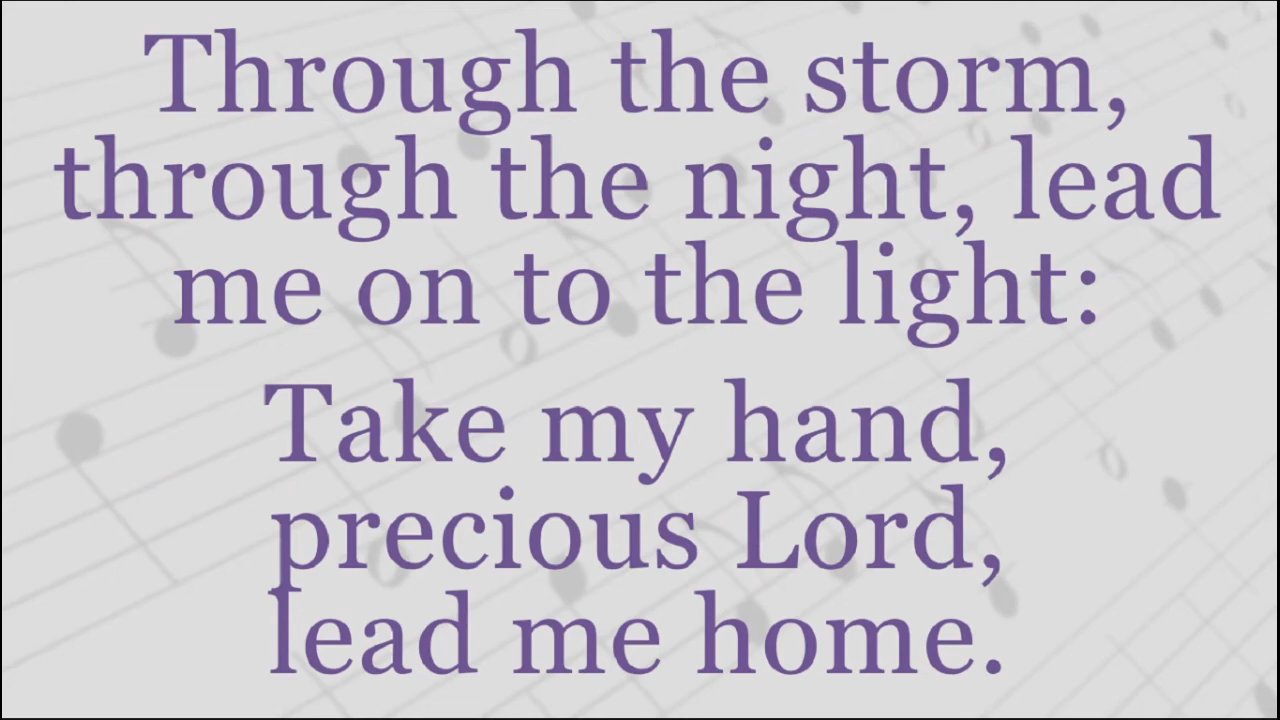 Through the storm,
through the night, lead
me on to the light:
Take my hand,
precious Lord,
lead me home.